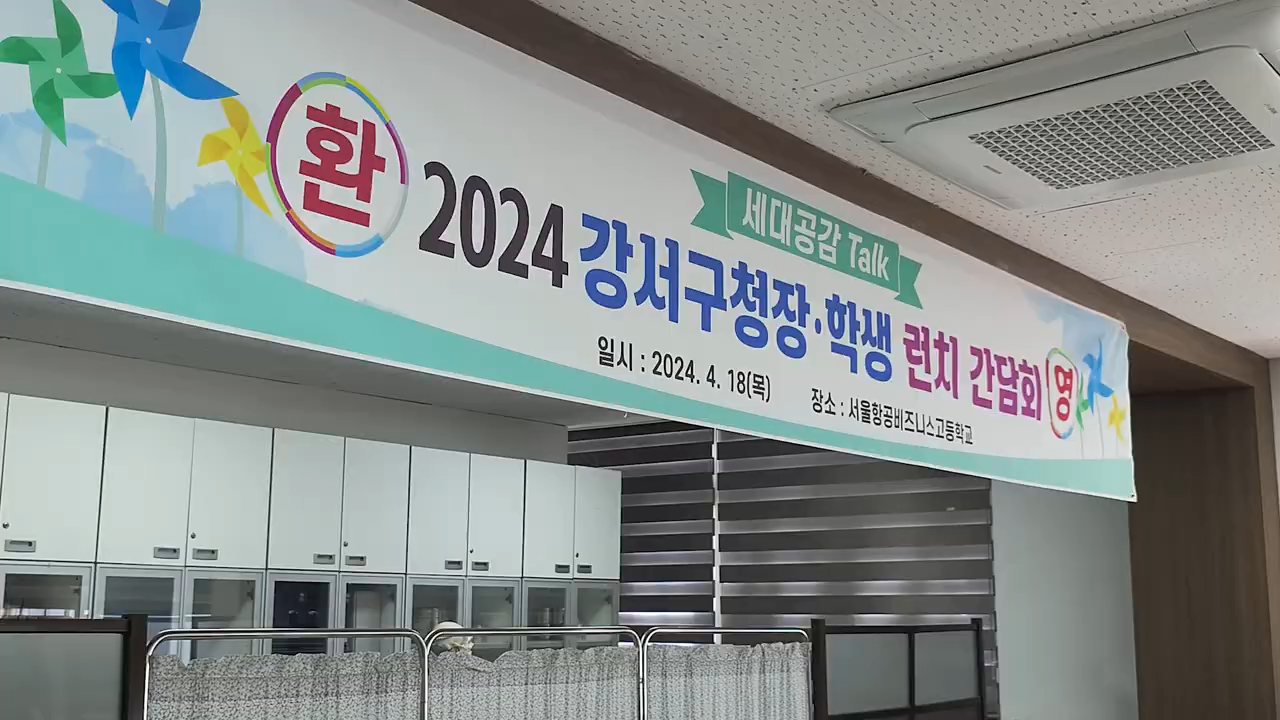 세대공감 Talk
환 2024 강서구청장·학생 런치 간담회 영
일시 : 2024. 4. 18(목) 장소 : 서울항공비즈니스고등학교